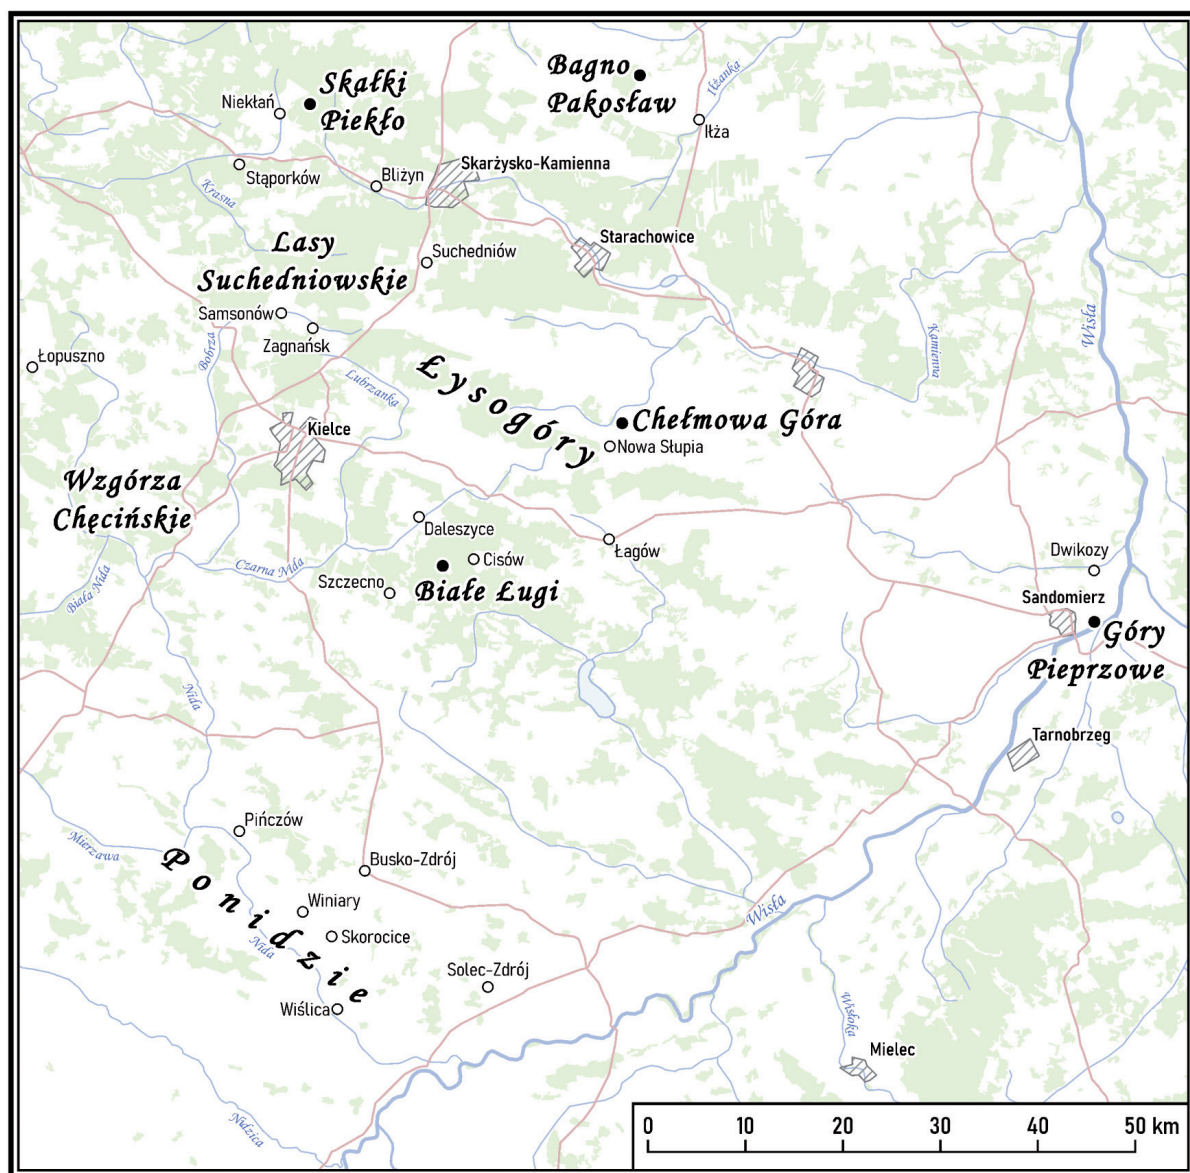 Skałki
Piekło
Bagno
Pakosław
Iłżanka
Niekłań
Iłża
Stąporków
Bliżyn
Skarżysko-Kamienna
Krasna
Lasy
Suchedniowskie
Suchedniów
Starachowice
Samsonów
Zagnańsk
Bobrza
Łopuszno
Lubrzanka
Łysogóry
Kamienna
Wisła
Kielce
Chełmowa Góra
Nowa Słupia
Wzgórza
Chęcińskie
Daleszyce
Łagów
Cisów
Czarna Nida
Biała Nida
Szczecno
Białe Ługi
Dwikozy
Sandomierz
Góry
Pieprzowe
Nida
Tarnobrzeg
Pińczów
Mierzawa
Ponidzie
Busko-Zdrój
Winiary
Skorocice
Nida
Wisła
Solec-Zdrój
Wiślica
Wisłoka
Mielec
Nidzica
0 10 20 30 40 50 km